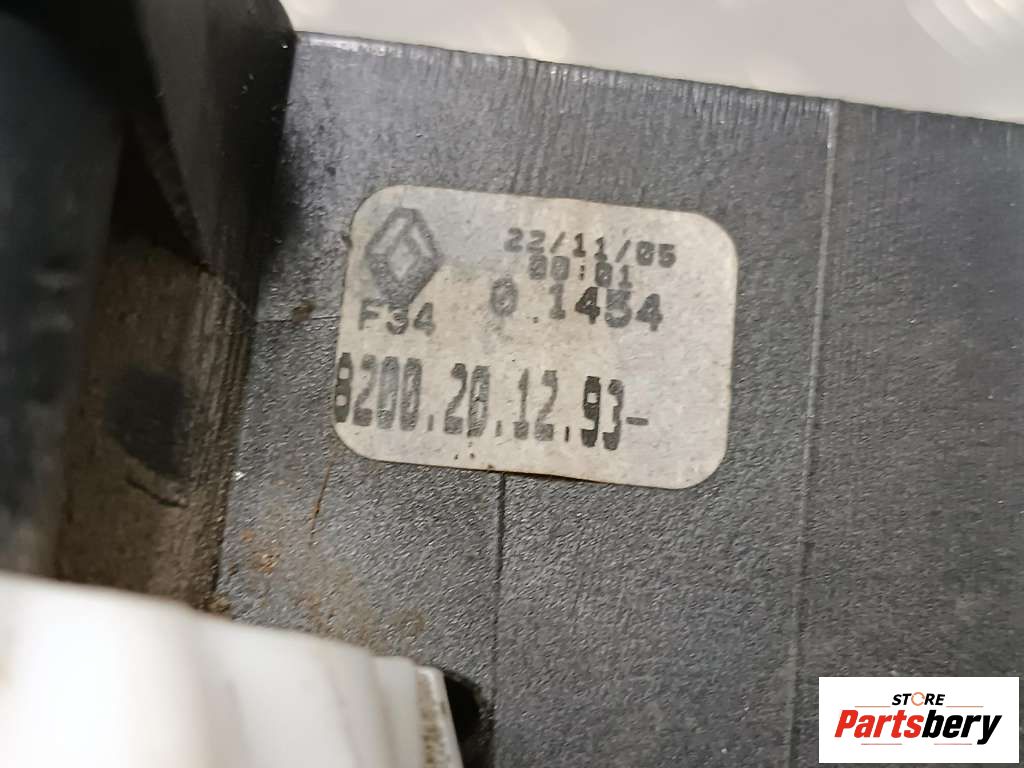 22/11/05
00:01
F34 0 1454
8200.20.12.93-
STORE
Partsbery